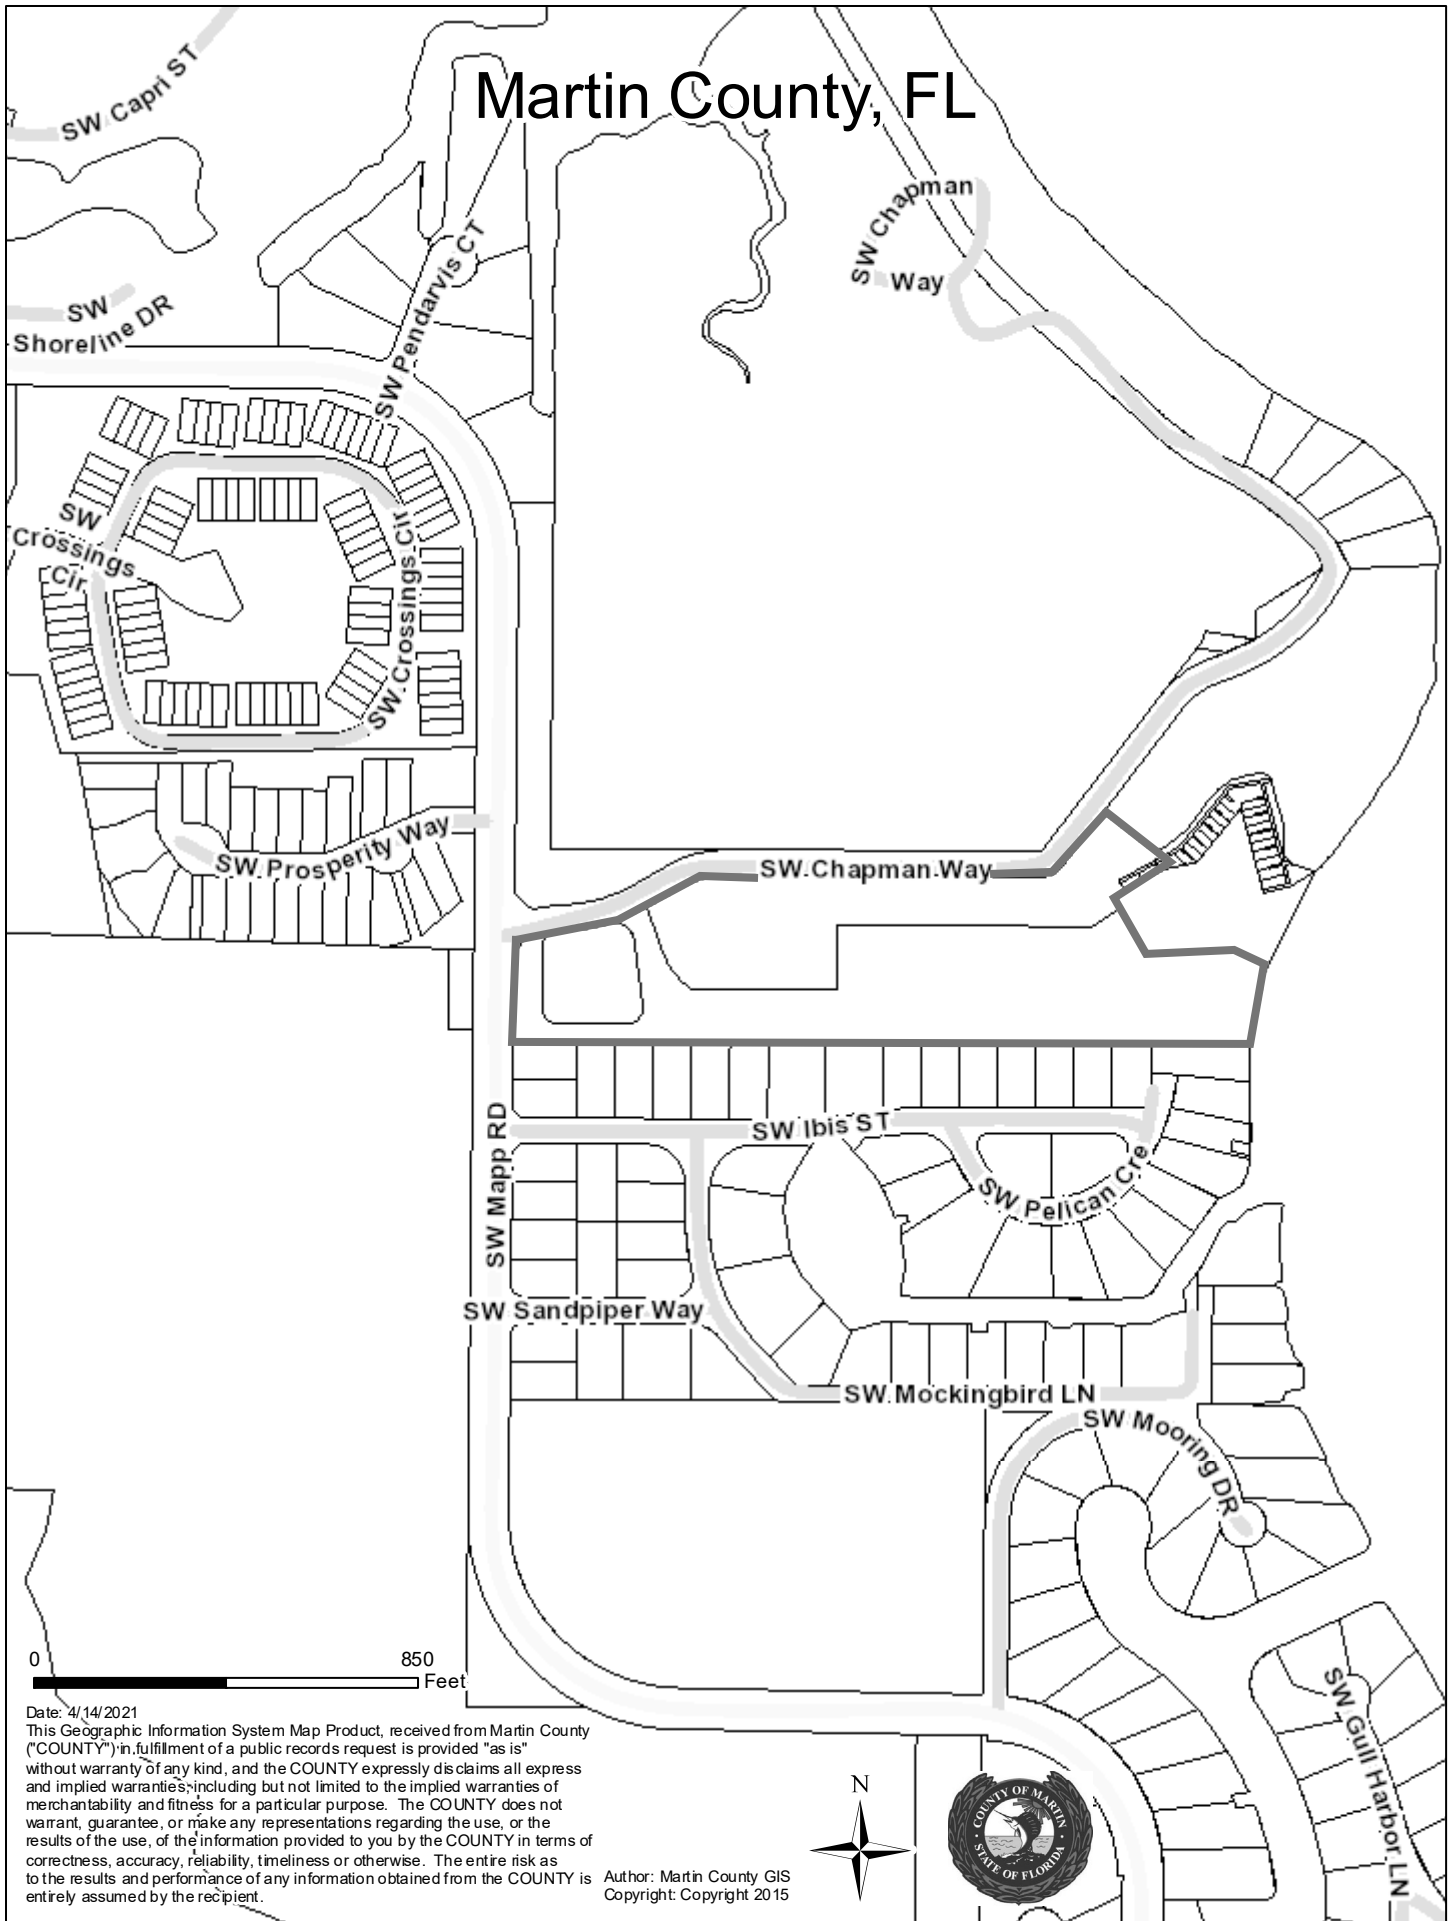 Martin County, FL
SW Capri ST
SW Chapman
Way
SW Pendarvis CT
SW
Shoreline DR
SW
Crossings
Cir
SW Crossings Cir
SW Prosperity Way
SW Chapman Way
SW Mapp RD
SW Ibis ST
SW Pelican Cre
SW Sandpiper Way
SW Mockingbird LN
SW Mooring DR
SW Gull Harbor LN
0 850
Feet
Date: 4/14/2021
This Geographic Information System Map Product, received from Martin County
("COUNTY") in fulfillment of a public records request is provided "as is"
without warranty of any kind, and the COUNTY expressly disclaims all express
and implied warranties, including but not limited to the implied warranties of
merchantability and fitness for a particular purpose. The COUNTY does not
warrant, guarantee, or make any representations regarding the use, or the
results of the use, of the information provided to you by the COUNTY in terms of
correctness, accuracy, reliability, timeliness or otherwise. The entire risk as
to the results and performance of any information obtained from the COUNTY is
entirely assumed by the recipient.
Author: Martin County GIS
Copyright: Copyright 2015
N
COUNTY OF MARTIN
STATE OF FLORIDA